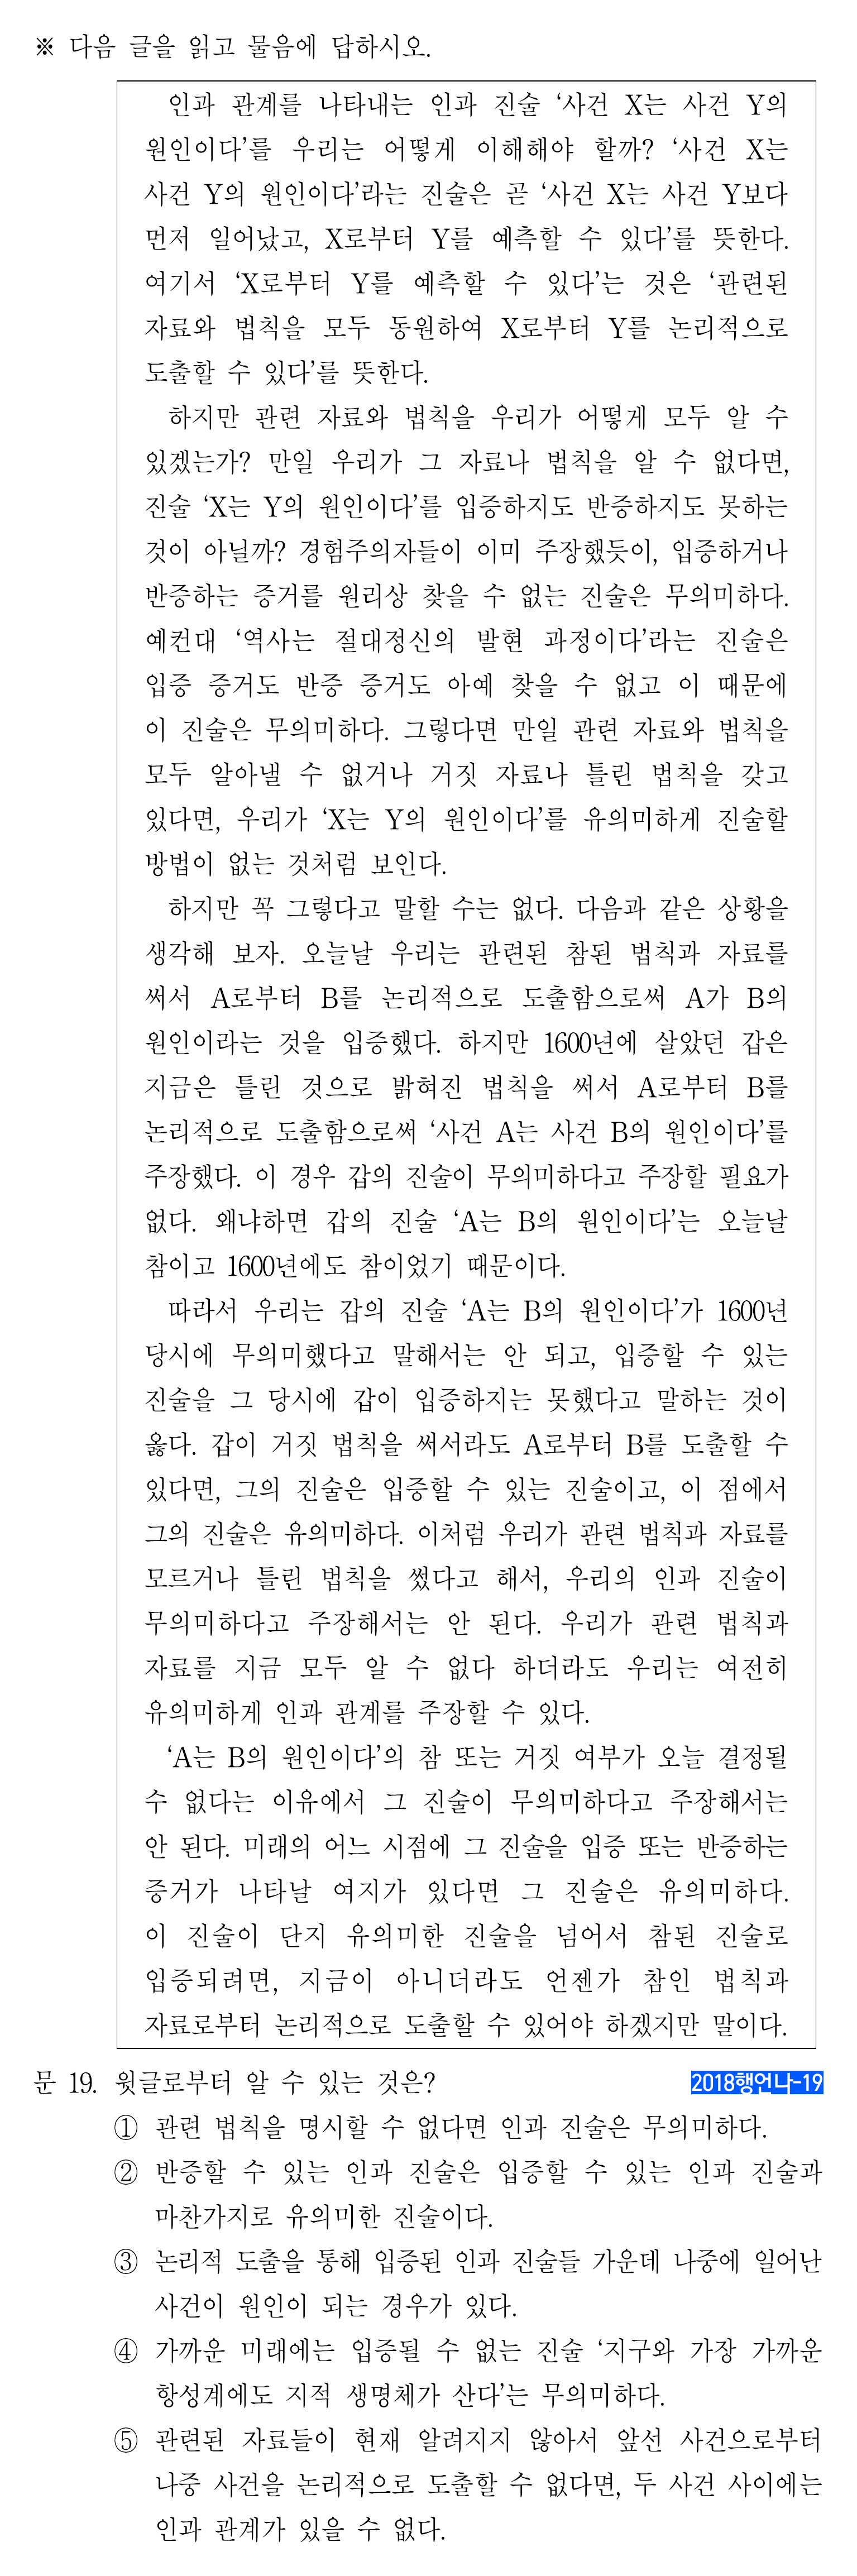 ※ 다음 글을 읽고 물음에 답하시오.
인과 관계를 나타내는 인과 진술 ‘사건 X는 사건 Y의
원인이다’를 우리는 어떻게 이해해야 할까? ‘사건 X는
사건 Y의 원인이다’라는 진술은 곧 ‘사건 X는 사건 Y보다
먼저 일어났고, X로부터 Y를 예측할 수 있다’를 뜻한다.
여기서 ‘X로부터 Y를 예측할 수 있다’는 것은 ‘관련된
자료와 법칙을 모두 동원하여 X로부터 Y를 논리적으로
도출할 수 있다’를 뜻한다.
하지만 관련 자료와 법칙을 우리가 어떻게 모두 알 수
있겠는가? 만일 우리가 그 자료나 법칙을 알 수 없다면,
진술 ‘X는 Y의 원인이다’를 입증하지도 반증하지도 못하는
것이 아닐까? 경험주의자들이 이미 주장했듯이, 입증하거나
반증하는 증거를 원리상 찾을 수 없는 진술은 무의미하다.
예컨대 ‘역사는 절대정신의 발현 과정이다’라는 진술은
입증 증거도 반증 증거도 아예 찾을 수 없고 이 때문에
이 진술은 무의미하다. 그렇다면 만일 관련 자료와 법칙을
모두 알아낼 수 없거나 거짓 자료나 틀린 법칙을 갖고
있다면, 우리가 ‘X는 Y의 원인이다’를 유의미하게 진술할
방법이 없는 것처럼 보인다.
하지만 꼭 그렇다고 말할 수는 없다. 다음과 같은 상황을
생각해 보자. 오늘날 우리는 관련된 참된 법칙과 자료를
써서 A로부터 B를 논리적으로 도출함으로써 A가 B의
원인이라는 것을 입증했다. 하지만 1600년에 살았던 갑은
지금은 틀린 것으로 밝혀진 법칙을 써서 A로부터 B를
논리적으로 도출함으로써 ‘사건 A는 사건 B의 원인이다’를
주장했다. 이 경우 갑의 진술이 무의미하다고 주장할 필요가
없다. 왜냐하면 갑의 진술 ‘A는 B의 원인이다’는 오늘날
참이고 1600년에도 참이었기 때문이다.
따라서 우리는 갑의 진술 ‘A는 B의 원인이다’가 1600년
당시에 무의미했다고 말해서는 안 되고, 입증할 수 있는
진술을 그 당시에 갑이 입증하지는 못했다고 말하는 것이
옳다. 갑이 거짓 법칙을 써서라도 A로부터 B를 도출할 수
있다면, 그의 진술은 입증할 수 있는 진술이고, 이 점에서
그의 진술은 유의미하다. 이처럼 우리가 관련 법칙과 자료를
모르거나 틀린 법칙을 썼다고 해서, 우리의 인과 진술이
무의미하다고 주장해서는 안 된다. 우리가 관련 법칙과
자료를 지금 모두 알 수 없다 하더라도 우리는 여전히
유의미하게 인과 관계를 주장할 수 있다.
‘A는 B의 원인이다’의 참 또는 거짓 여부가 오늘 결정될
수 없다는 이유에서 그 진술이 무의미하다고 주장해서는
안 된다. 미래의 어느 시점에 그 진술을 입증 또는 반증하는
증거가 나타날 여지가 있다면 그 진술은 유의미하다.
이 진술이 단지 유의미한 진술을 넘어서 참된 진술로
입증되려면, 지금이 아니더라도 언젠가 참인 법칙과
자료로부터 논리적으로 도출할 수 있어야 하겠지만 말이다.
문 19. 윗글로부터 알 수 있는 것은? 2018행언나-19
① 관련 법칙을 명시할 수 없다면 인과 진술은 무의미하다.
② 반증할 수 있는 인과 진술은 입증할 수 있는 인과 진술과
마찬가지로 유의미한 진술이다.
③ 논리적 도출을 통해 입증된 인과 진술들 가운데 나중에 일어난
사건이 원인이 되는 경우가 있다.
④ 가까운 미래에는 입증될 수 없는 진술 ‘지구와 가장 가까운
항성계에도 지적 생명체가 산다’는 무의미하다.
⑤ 관련된 자료들이 현재 알려지지 않아서 앞선 사건으로부터
나중 사건을 논리적으로 도출할 수 없다면, 두 사건 사이에는
인과 관계가 있을 수 없다.